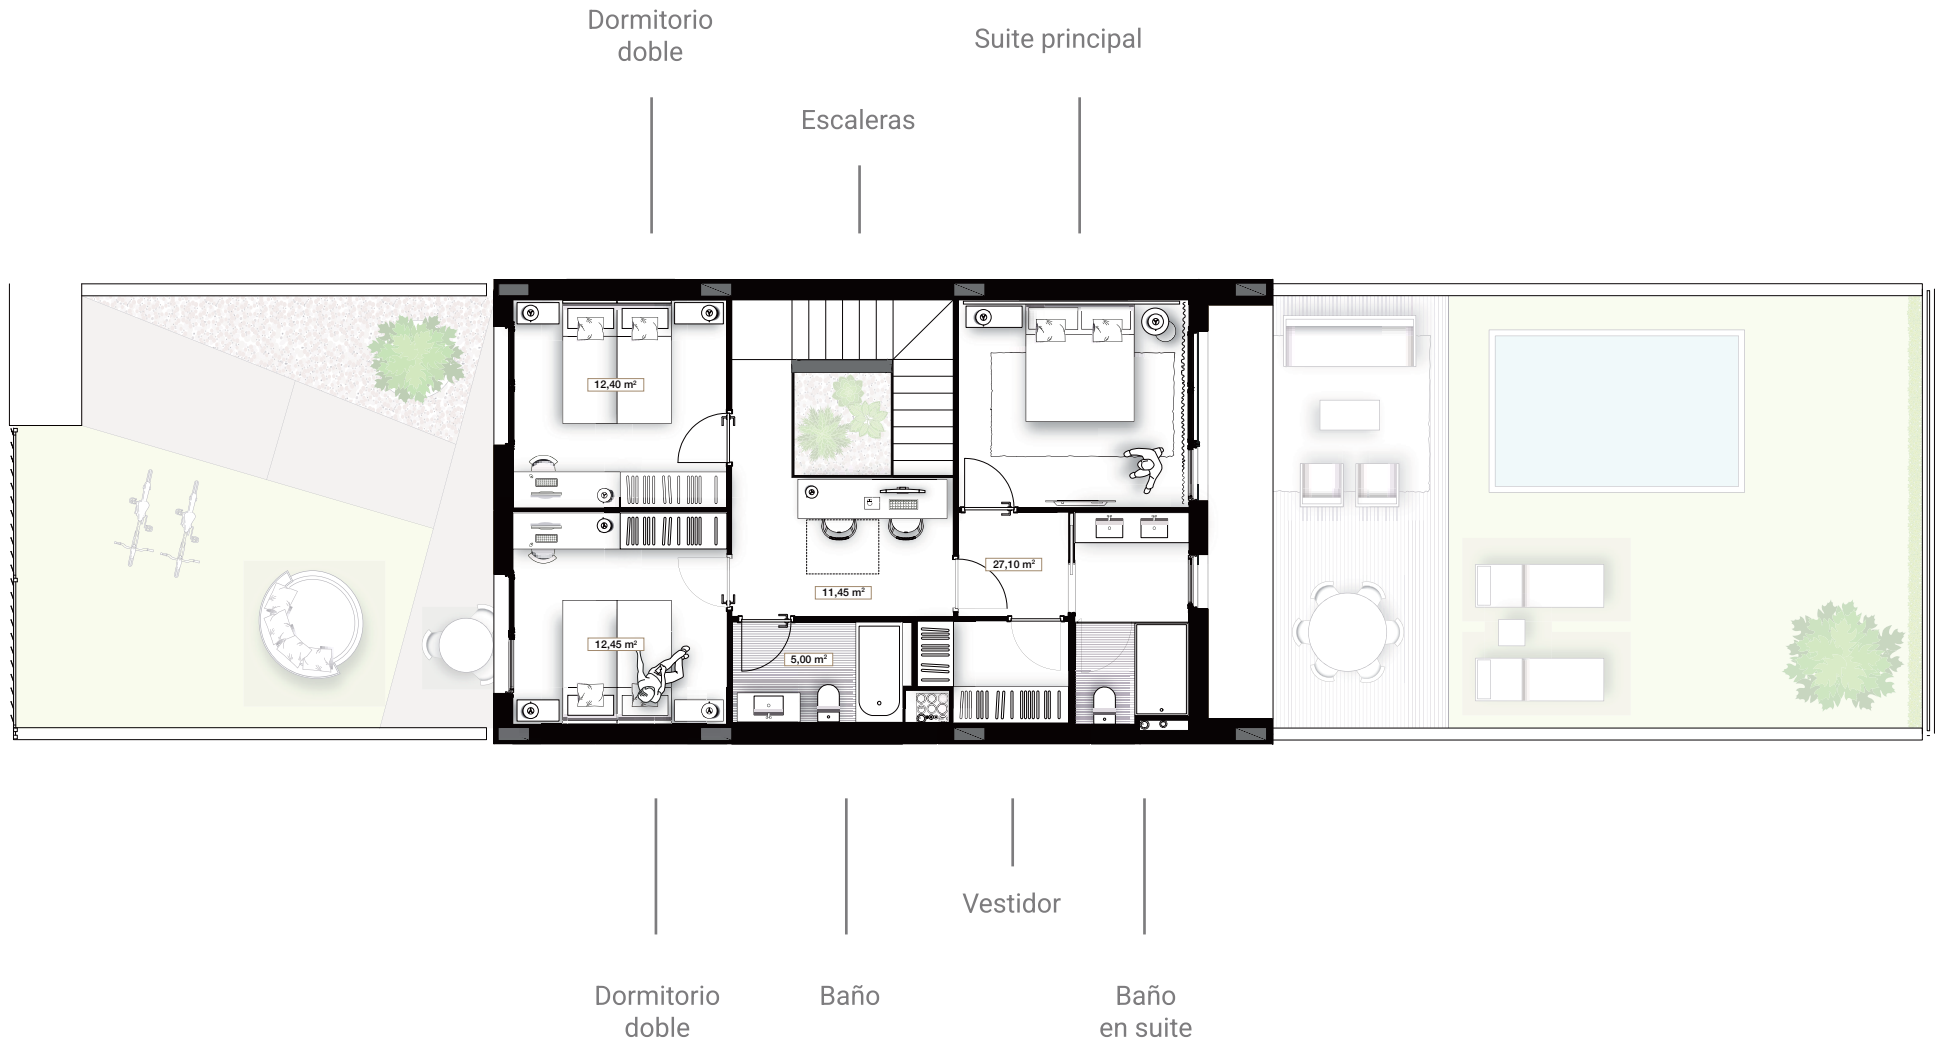 Dormitorio
doble
Suite principal
Escaleras
12,40 m²
27,10 m²
11,45 m²
12,45 m²
5,00 m²
Vestidor
Dormitorio
doble
Baño
Baño
en suite